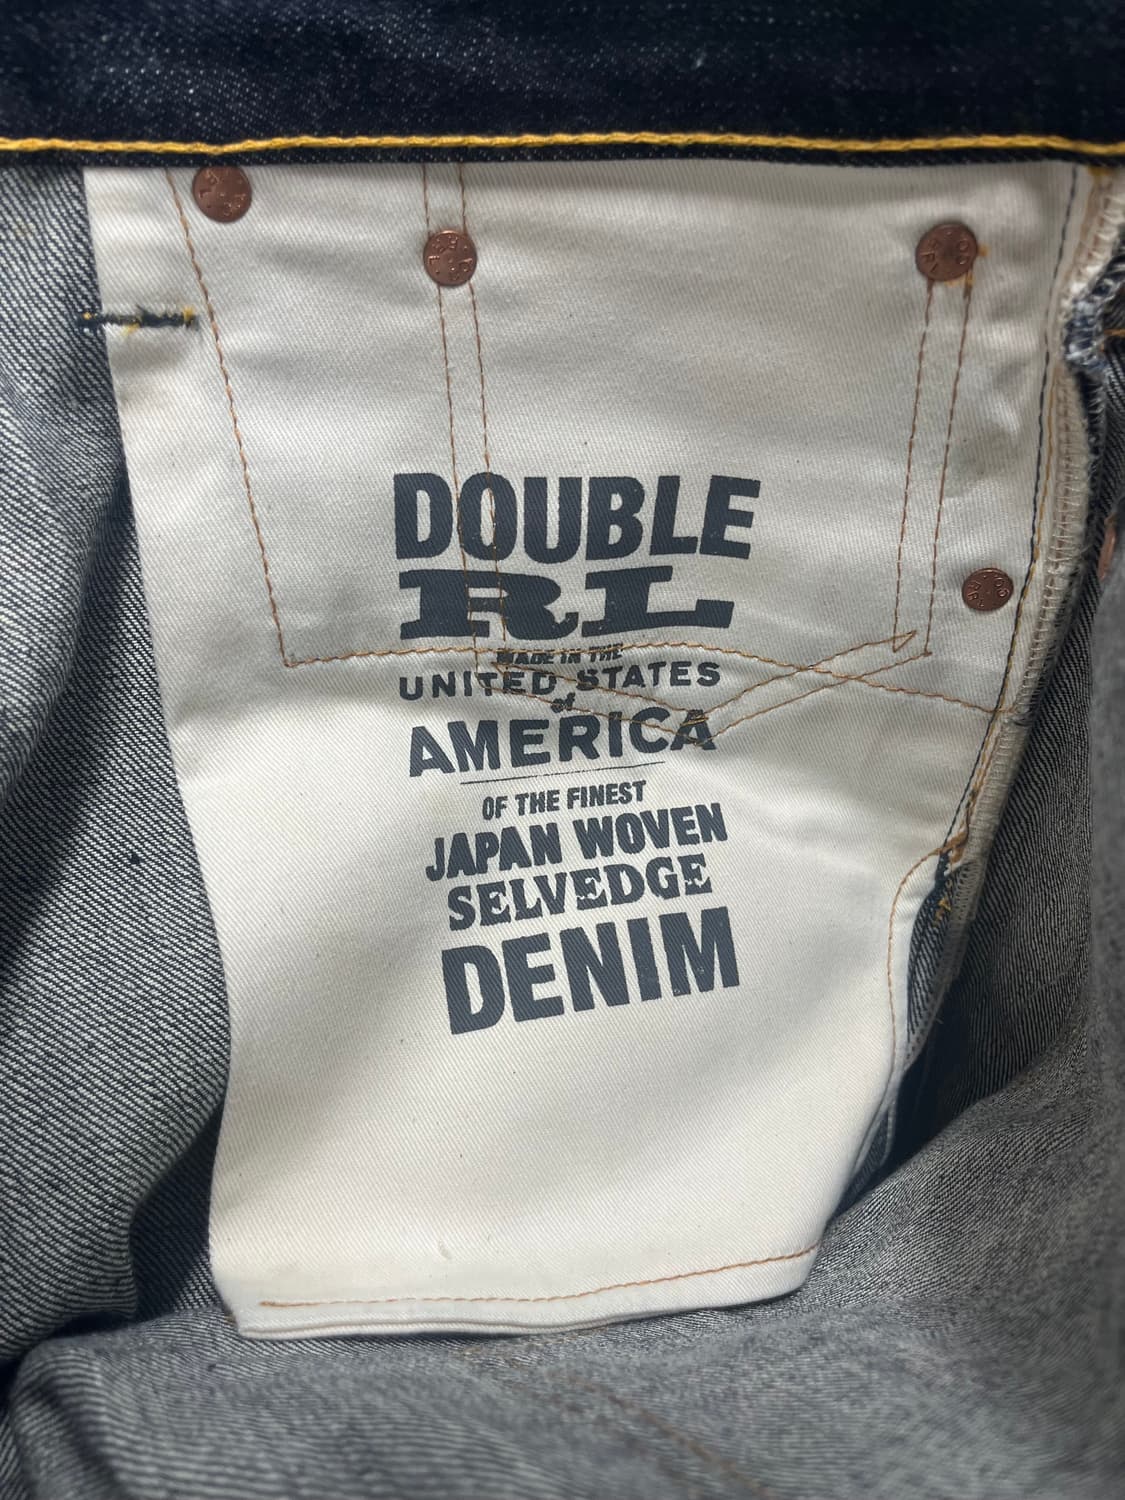 DOUBLE
RL
MADE IN THE
UNITED STATES
of
AMERICA
OF THE FINEST
JAPAN WOVEN
SELVEDGE
DENIM